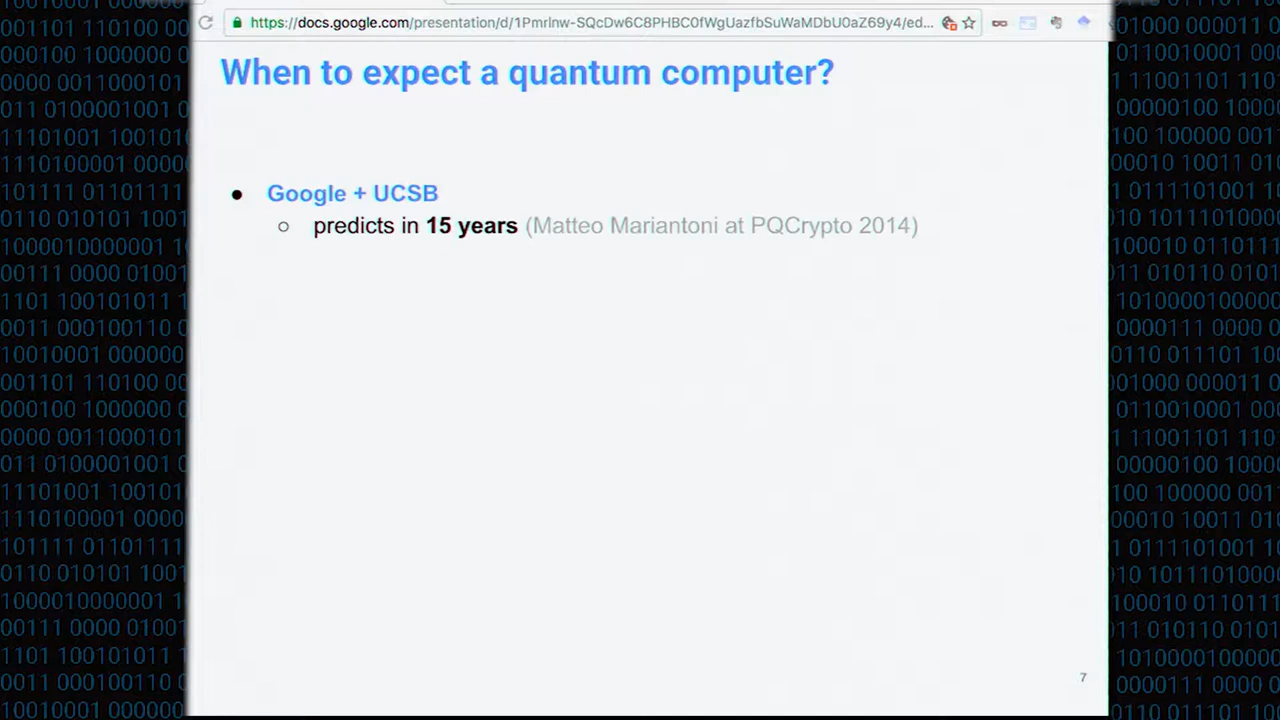 https://docs.google.com/presentation/d/1Pmrlnw-SQcDw6C8PHBC0fWgUazfbSuWaMDbU0aZ69y4/ed...
When to expect a quantum computer?
● Google + UCSB
○ predicts in 15 years (Matteo Mariantoni at PQCrypto 2014)
7